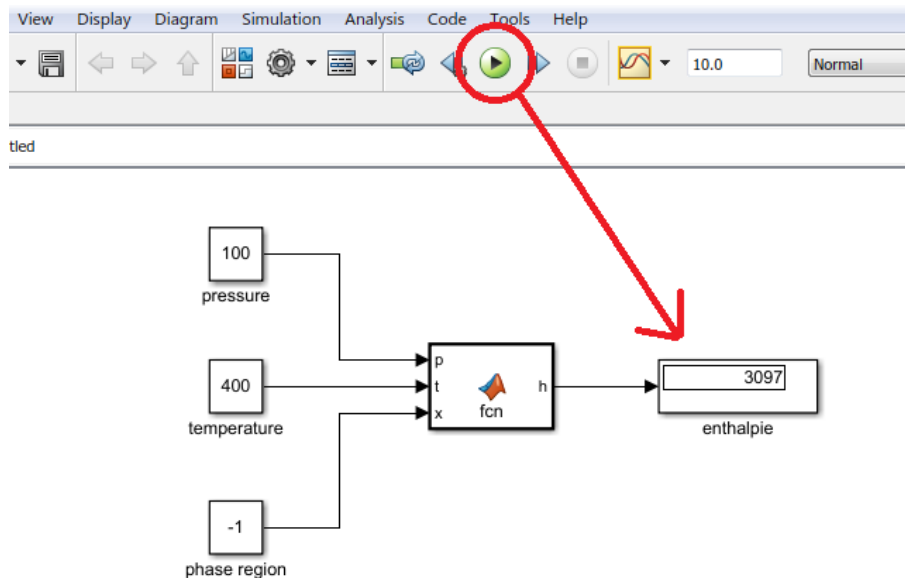 View Display Diagram Simulation Analysis Code Tools Help
10.0 Normal
tled
100
pressure
400
temperature
-1
phase region
p
t
x
h
fcn
3097
enthalpie